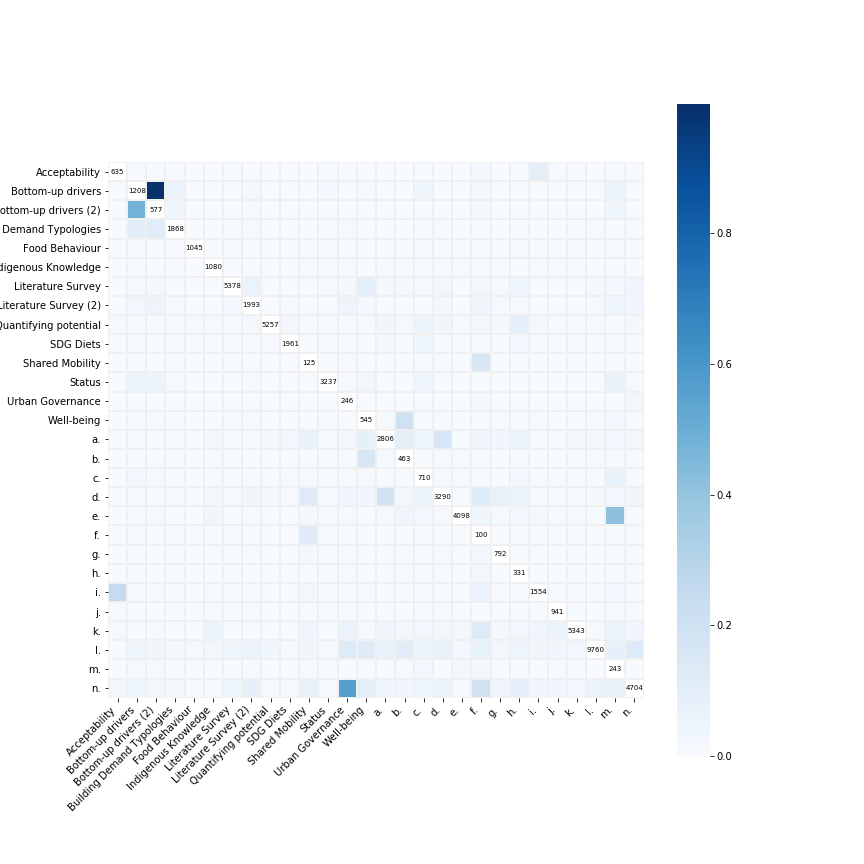 Acceptability 635
Bottom-up drivers 1208
ottom-up drivers (2) 577
Demand Typologies 1868
Food Behaviour 1045
digenous Knowledge 1080
Literature Survey 5378
iterature Survey (2) 1993
Quantifying potential 5257
SDG Diets 1961
Shared Mobility 125
Status 3237
Urban Governance 246
Well-being 545
a. 2806
b. 463
c. 710
d. 3290
e. 4098
f. 100
g. 792
h. 331
i. 1554
j. 941
k. 5343
l. 9760
m. 243
n. 4704
Acceptability
Bottom-up drivers
Bottom-up drivers (2)
Building Demand Typologies
Food Behaviour
Indigenous Knowledge
Literature Survey
Literature Survey (2)
Quantifying potential
SDG Diets
Shared Mobility
Status
Urban Governance
Well-being
a.
b.
c.
d.
e.
f.
g.
h.
i.
j.
k.
l.
m.
n.
0.8
0.6
0.4
0.2
0.0